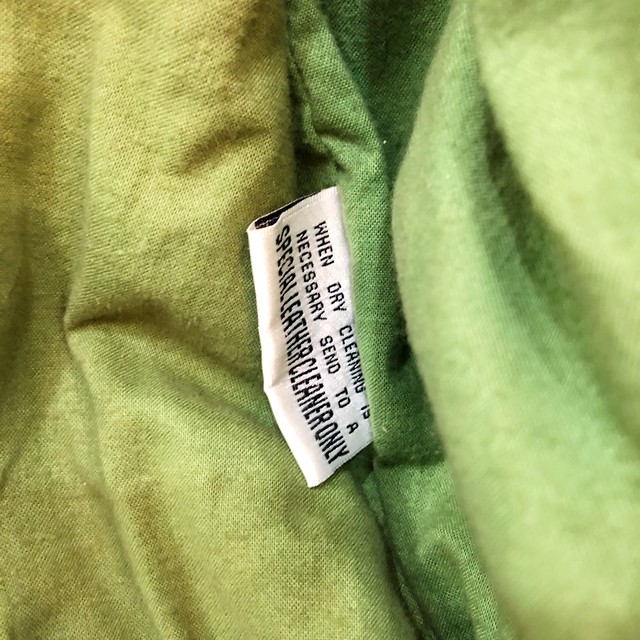 WHEN DRY CLEANING IS
NECESSARY SEND TO A
SPECIAL LEATHER CLEANER ONLY